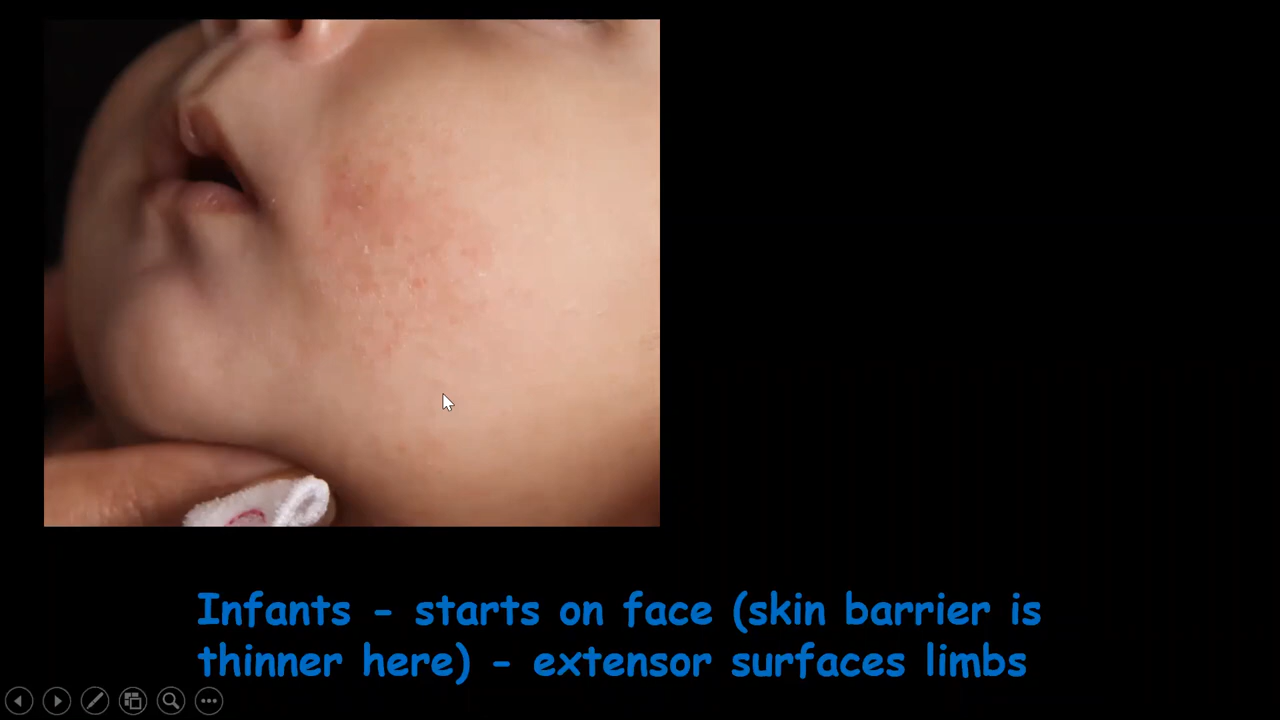 Infants - starts on face (skin barrier is
thinner here) - extensor surfaces limbs